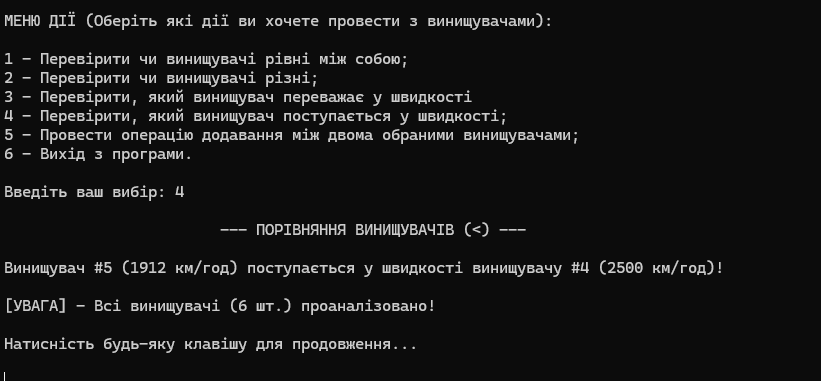 МЕНЮ ДІЇ (Оберіть які дії ви хочете провести з винищувачами):
1 - Перевірити чи винищувачі рівні між собою;
2 - Перевірити чи винищувачі різні;
3 - Перевірити, який винищувач переважає у швидкості
4 - Перевірити, який винищувач поступається у швидкості;
5 - Провести операцію додавання між двома обраними винищувачами;
6 - Вихід з програми.
Введіть ваш вибір: 4
--- ПОРІВНЯННЯ ВИНИЩУВАЧІВ (<) ---
Винищувач #5 (1912 км/год) поступається у швидкості винищувачу #4 (2500 км/год)!
[УВАГА] - Всі винищувачі (6 шт.) проаналізовано!
Натисність будь-яку клавішу для продовження...